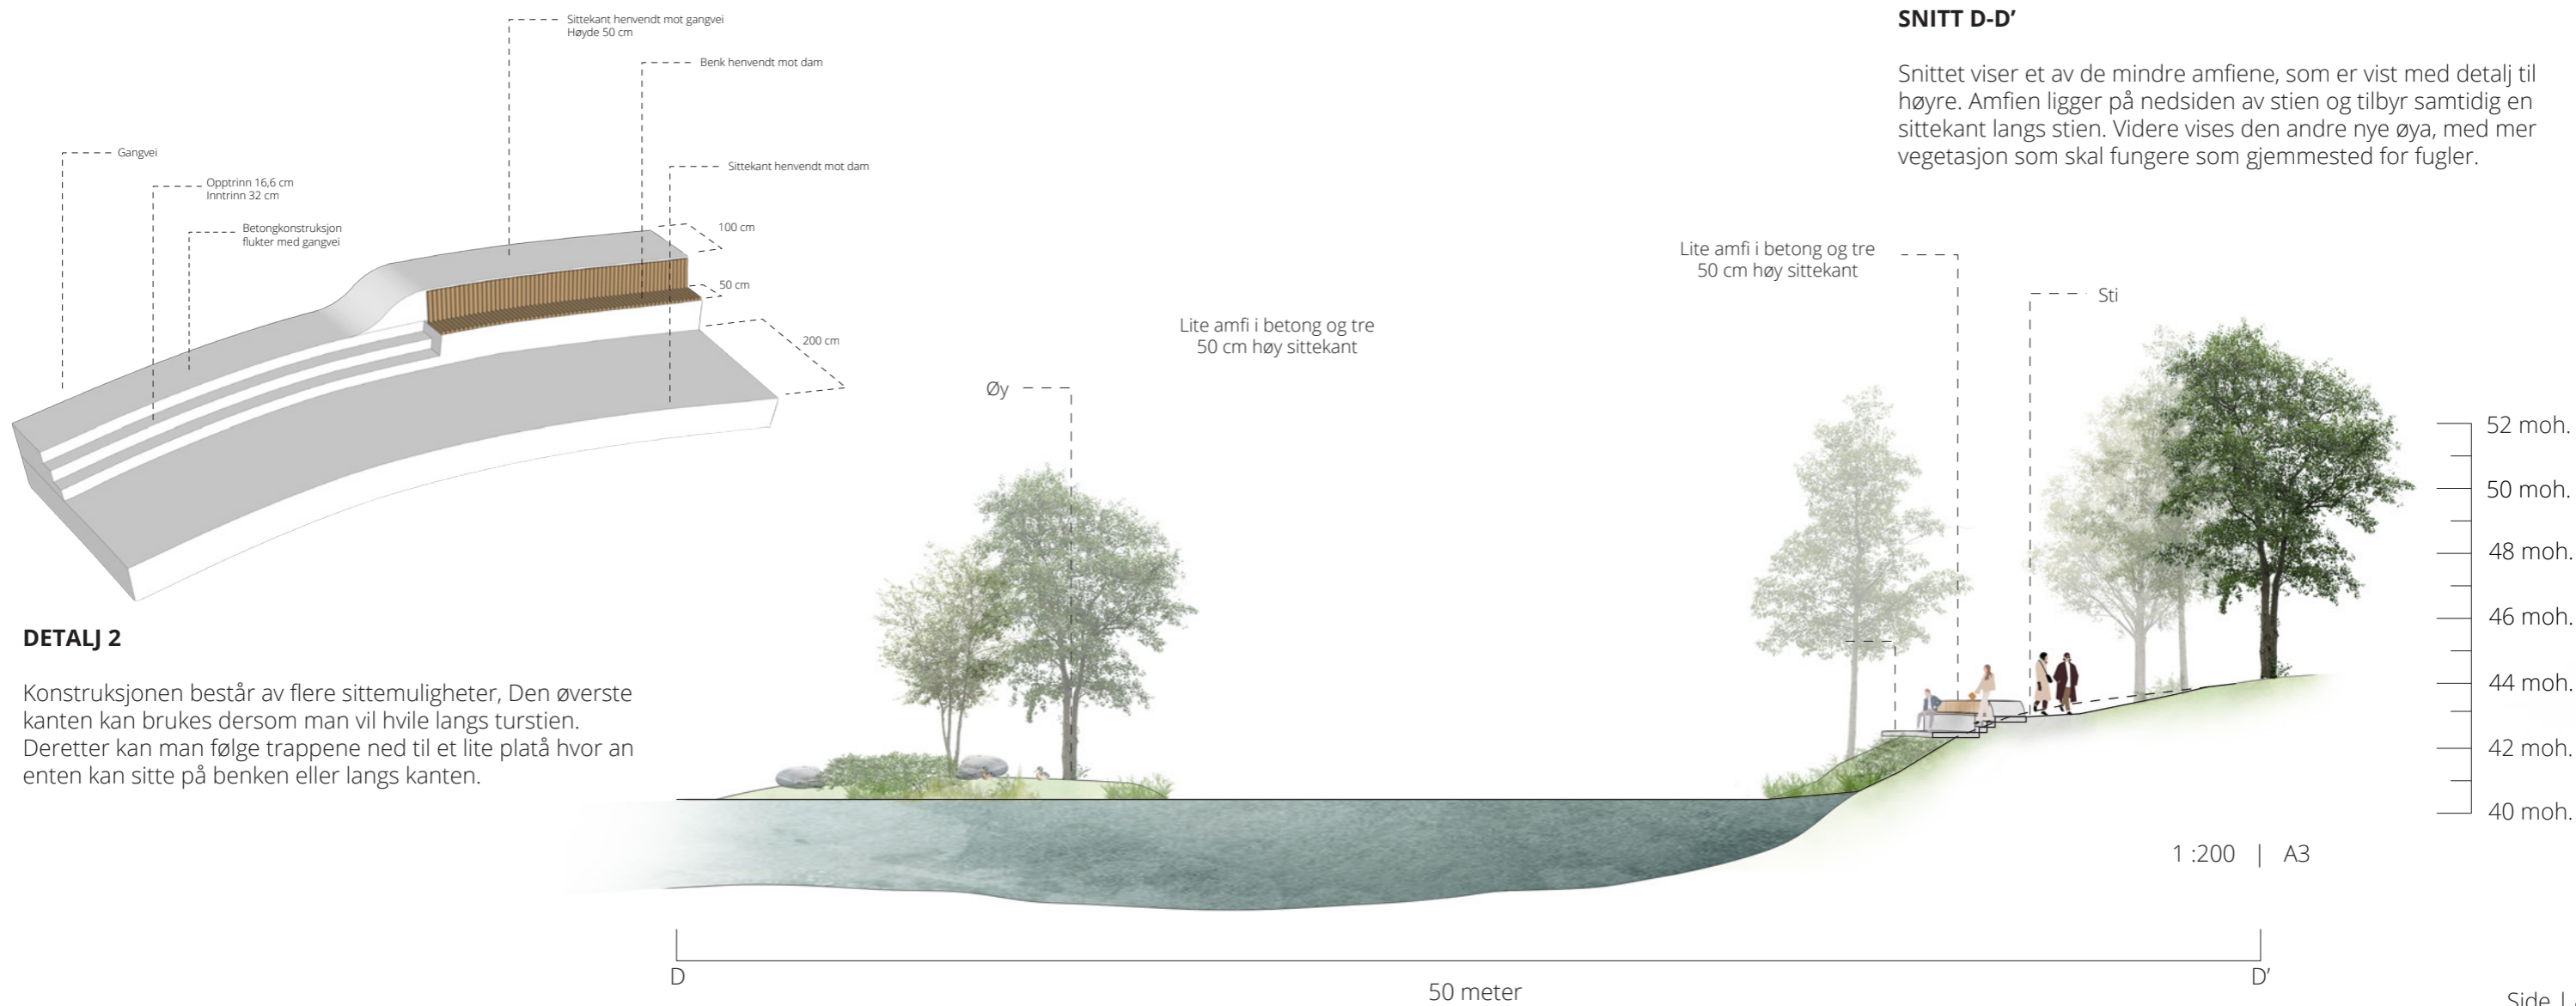 Sittekant henvendt mot gangvei
Høyde 50 cm
Benk henvendt mot dam
Gangvei
Sittekant henvendt mot dam
Opptrinn 16,6 cm
Inntrinn 32 cm
Betongkonstruksjon
flukter med gangvei
100 cm
50 cm
200 cm
DETALJ 2
Konstruksjonen består av flere sittemuligheter, Den øverste
kanten kan brukes dersom man vil hvile langs turstien.
Deretter kan man følge trappene ned til et lite platå hvor an
enten kan sitte på benken eller langs kanten.
SNITT D-D'
Snittet viser et av de mindre amfiene, som er vist med detalj til
høyre. Amfien ligger på nedsiden av stien og tilbyr samtidig en
sittekant langs stien. Videre vises den andre nye øya, med mer
vegetasjon som skal fungere som gjemmested for fugler.
Lite amfi i betong og tre
50 cm høy sittekant
Sti
Lite amfi i betong og tre
50 cm høy sittekant
Øy
52 moh.
50 moh.
48 moh.
46 moh.
44 moh.
42 moh.
40 moh.
1 :200 | A3
D
D'
50 meter
Side |